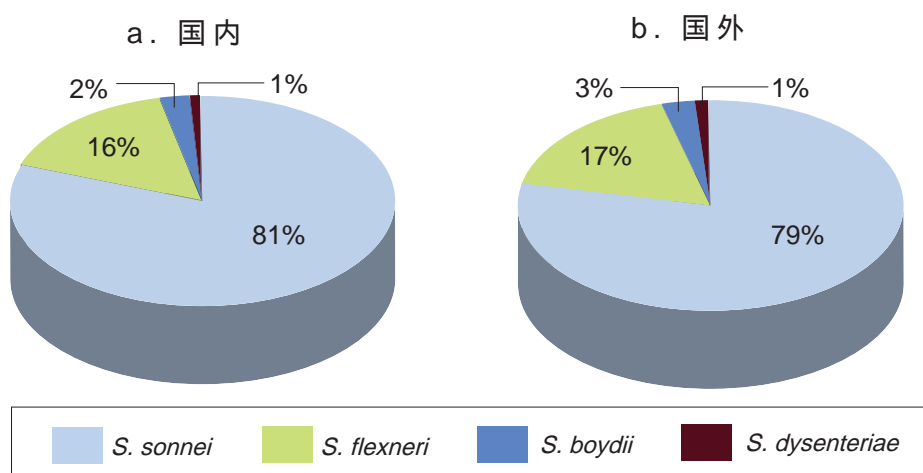 a. 国内
2%
1%
16%
81%
b. 国外
3%
1%
17%
79%
S. sonnei
S. flexneri
S. boydii
S. dysenteriae